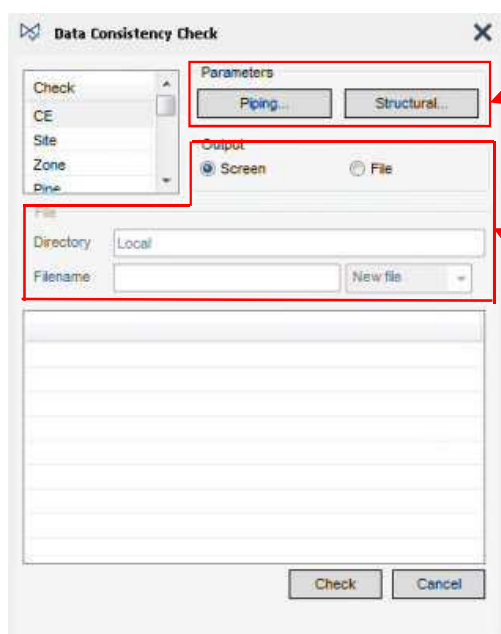 Data Consistency Check
Check
CE
Site
Zone
Pipe
Parameters
Piping...
Structural...
Output
Screen
File
File
Directory
Local
Filename
New file
Check
Cancel